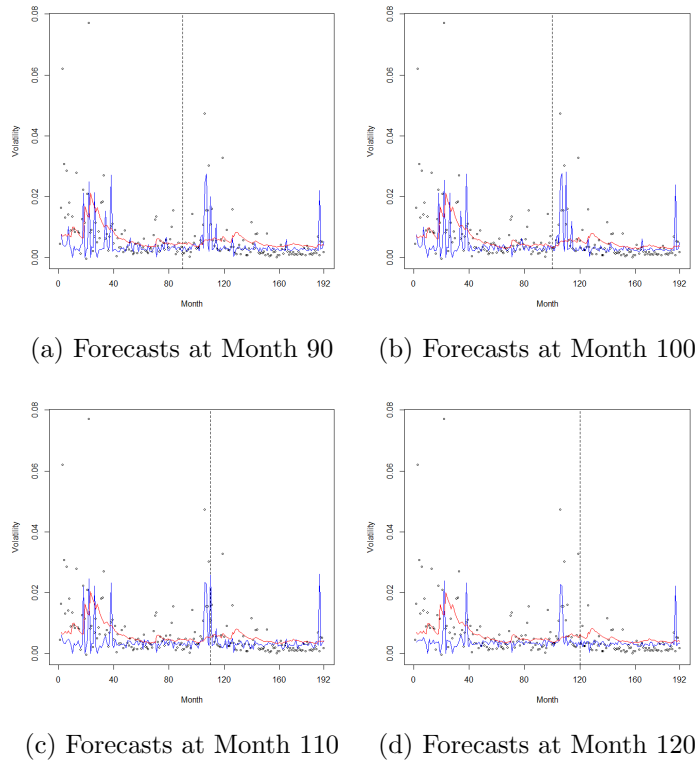 0.08
0.06
0.04
0.02
0.00
Volatility
0 40 80 120 160 192
Month
(a) Forecasts at Month 90
0.08
0.06
0.04
0.02
0.00
Volatility
0 40 80 120 160 192
Month
(b) Forecasts at Month 100
0.08
0.06
0.04
0.02
0.00
Volatility
0 40 80 120 160 192
Month
(c) Forecasts at Month 110
0.08
0.06
0.04
0.02
0.00
Volatility
0 40 80 120 160 192
Month
(d) Forecasts at Month 120